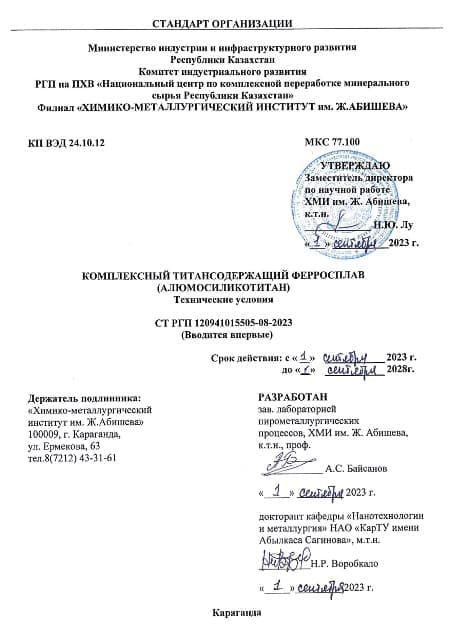 СТАНДАРТ ОРГАНИЗАЦИИ
Министерство индустрии и инфраструктурного развития
Республики Казахстан
Комитет индустриального развития
РГП на ПХВ «Национальный центр по комплексной переработке минерального
сырья Республики Казахстан»
Филиал «ХИМИКО-МЕТАЛЛУРГИЧЕСКИЙ ИНСТИТУТ им. Ж.АБИШЕВА»
КП ВЭД 24.10.12
МКС 77.100
УТВЕРЖДАЮ
Заместитель директора
по научной работе
ХМИ им. Ж. Абишева,
к.т.н.
Н.Ю. Лу
« 1 » сентября 2023 г.
КОМПЛЕКСНЫЙ ТИТАНСОДЕРЖАЩИЙ ФЕРРОСПЛАВ
(АЛЮМОСИЛИКОТИТАН)
Технические условия
СТ РГП 120941015505-08-2023
(Вводится впервые)
Срок действия: с « 1 » сентября 2023 г.
до « 1 » сентября 2028г.
Держатель подлинника:
«Химико-металлургический
институт им. Ж.Абишева»
100009, г. Караганда,
ул. Ермекова, 63
тел.8(7212) 43-31-61
РАЗРАБОТАН
зав. лабораторией
пирометаллургических
процессов, ХМИ им. Ж. Абишева,
к.т.н., проф.
А.С. Байсанов
« 1 » сентября 2023 г.
докторант кафедры «Нанотехнологии
и металлургия» НАО «КарТУ имени
Абылкаса Сагинова», м.т.н.
Н.Р. Воробкало
« 1 » сентября 2023 г.
Караганда